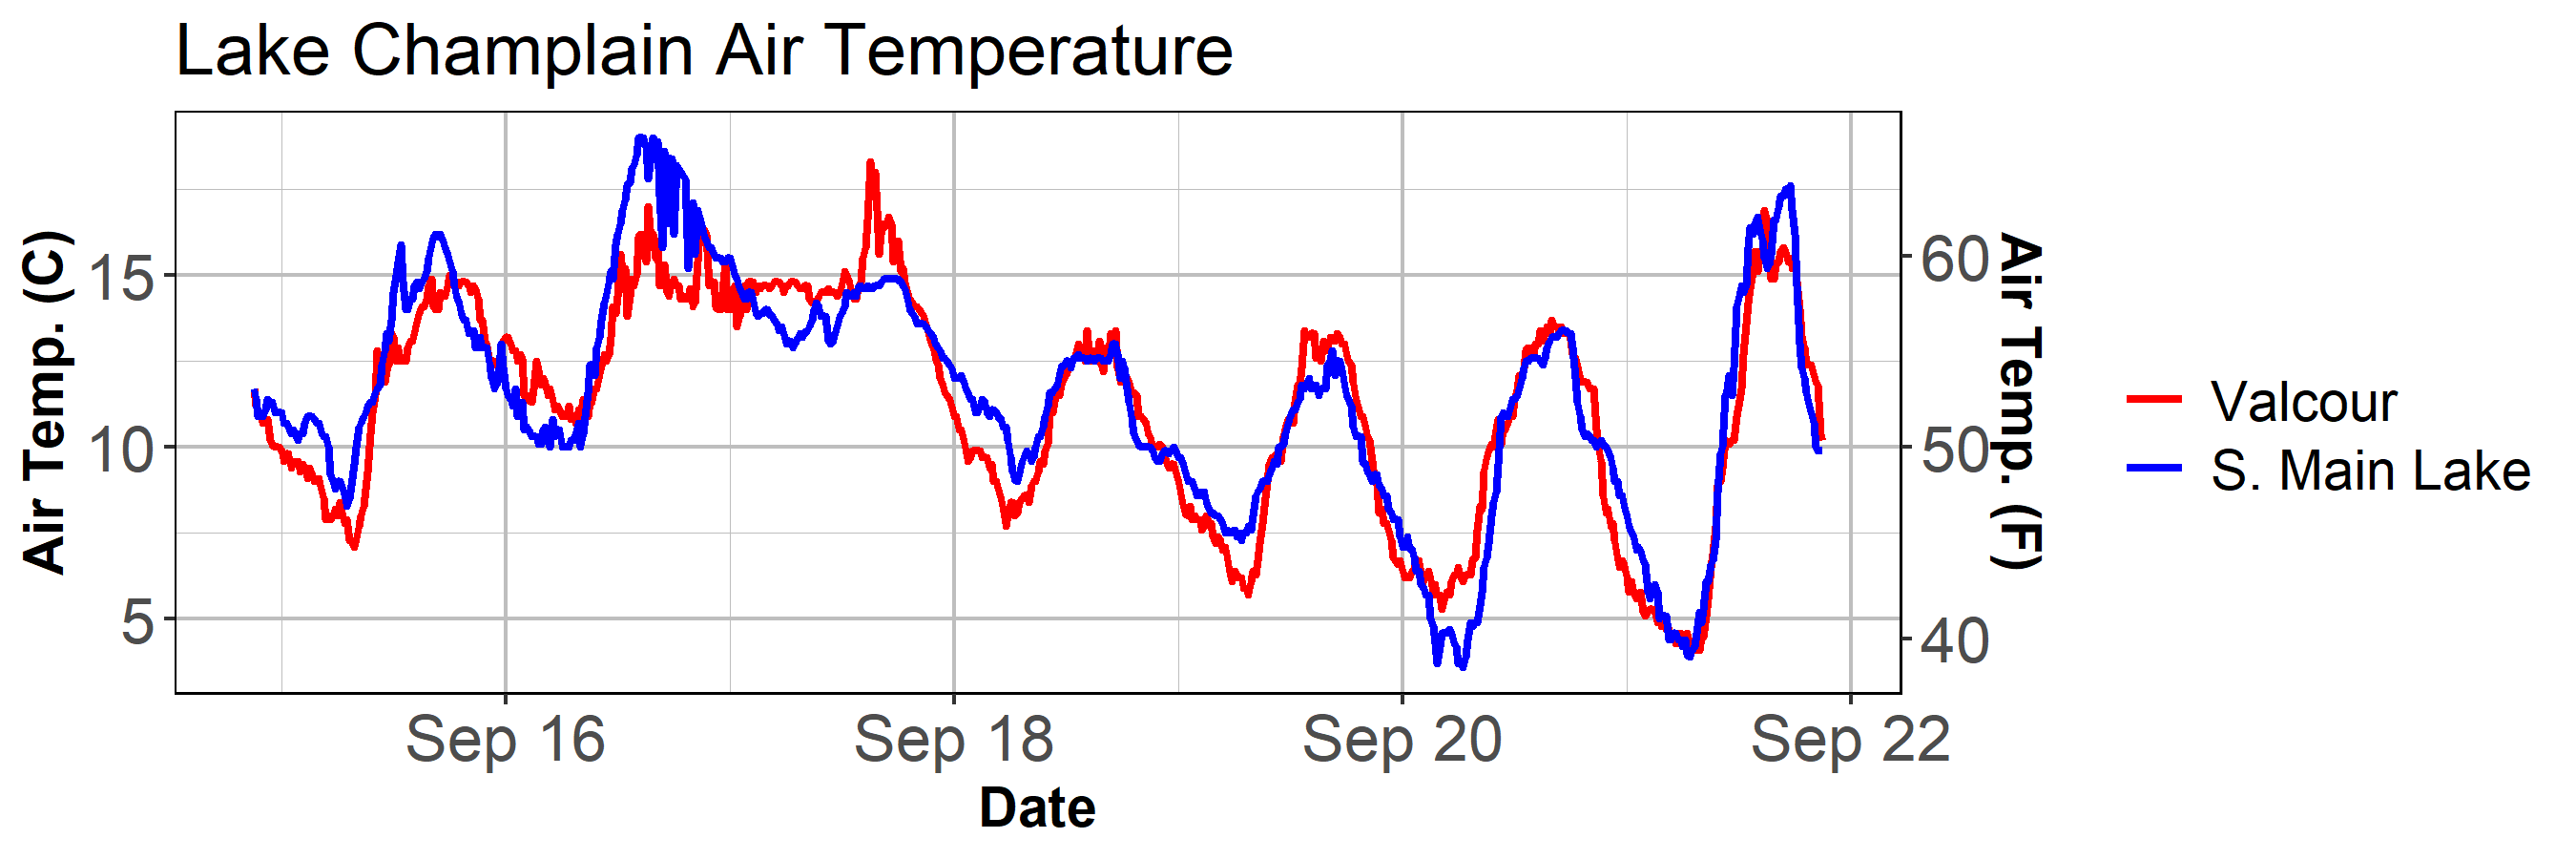 Lake Champlain Air Temperature
Air Temp. (C)
15
10
5
60
50
40
Air Temp. (F)
Valcour
S. Main Lake
Sep 16
Sep 18
Sep 20
Sep 22
Date